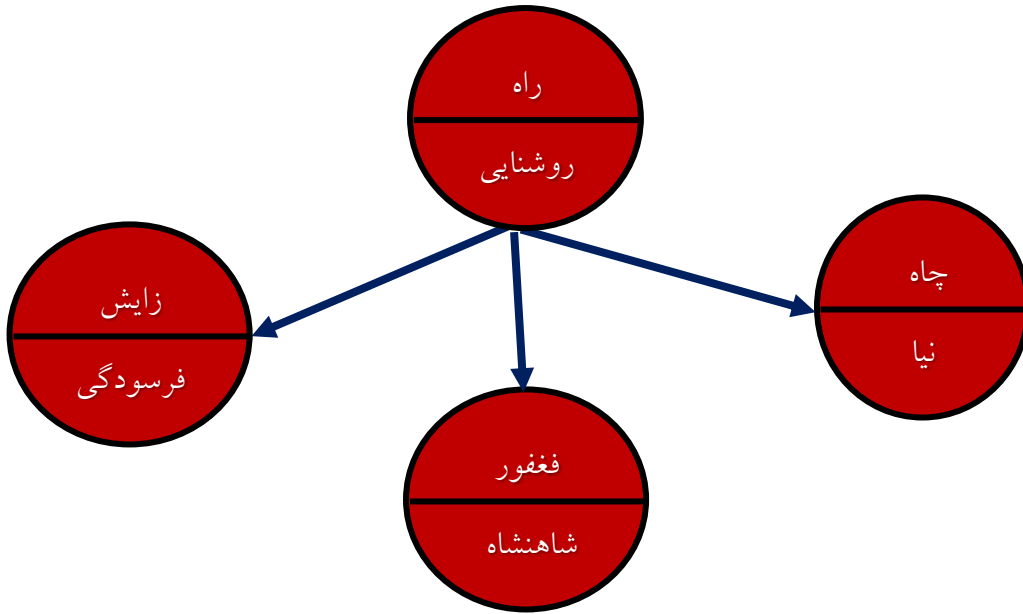 راه
روشنایی
چاه
نیا
زایش
فرسودگی
فغفور
شاهنشاه